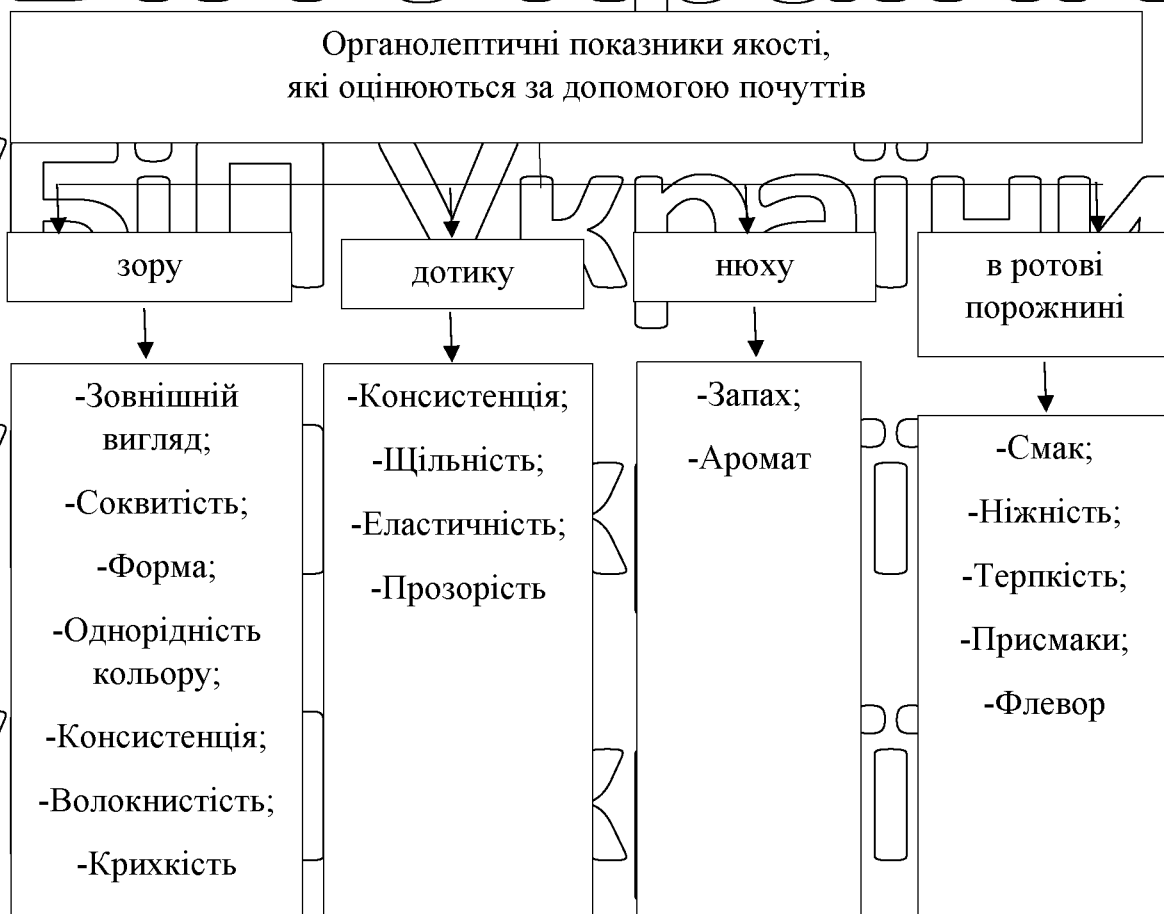 Органолептичні показники якості,
які оцінюються за допомогою почуттів
зору
дотику
нюху
в ротові
порожнині
-Зовнішній
вигляд;
-Соквитість;
-Форма;
-Однорідність
кольору;
-Консистенція;
-Волокнистість;
-Крихкість
-Консистенція;
-Щільність;
-Еластичність;
-Прозорість
-Запах;
-Аромат
-Смак;
-Ніжність;
-Терпкість;
-Присмаки;
-Флевор